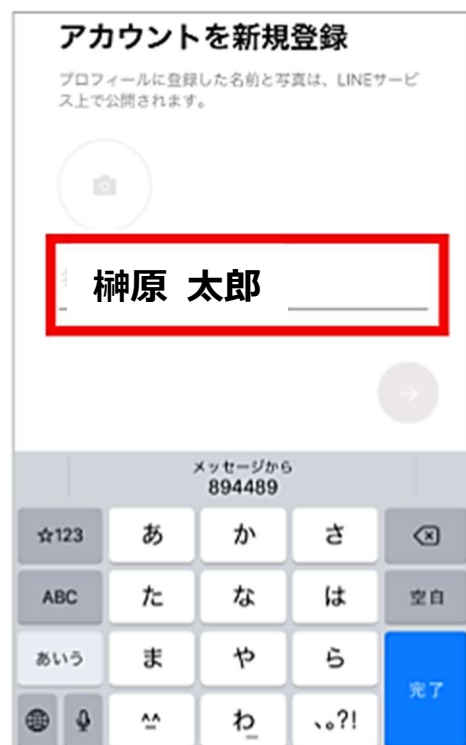 アカウントを新規登録
プロフィールに登録した名前と写真は、LINEサービ
ス上で公開されます。
榊原 太郎
メッセージから
894489
☆123 あ か さ
ABC た な は 空白
あいう ま や ら 完了
^^ わ_ 、。?!